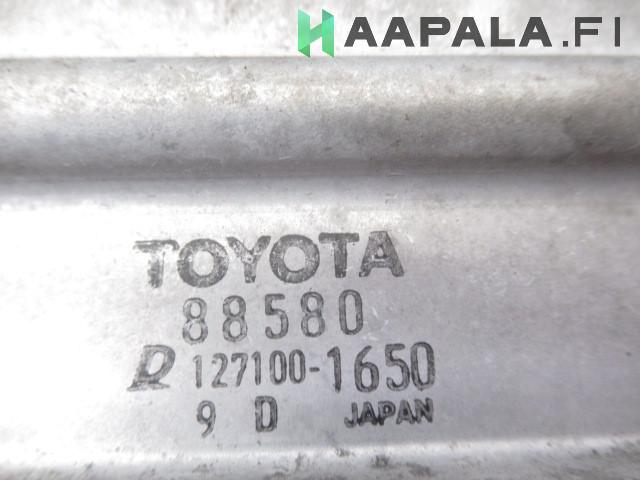 HAAPALA.FI
TOYOTA
88580
D 127100-1650
9 D JAPAN